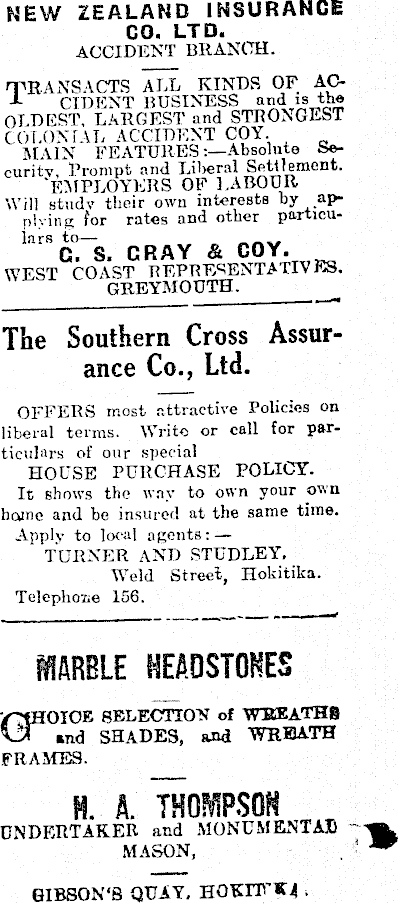 NEW ZEALAND INSURANCE
CO. LTD.
ACCIDENT BRANCH.
TRANSACTS ALL KINDS OF AC-
CIDENT BUSINESS and is the
OLDEST, LARGEST and STRONGEST
COLONIAL ACCIDENT COY.
MAIN FEATURES:—Absolute Se-
curity, Prompt and Liberal Settlement.
EMPLOYERS OF LABOUR
Will study their own interests by ap-
plying for rates and other particu-
lars to—
G. S. GRAY & COY.
WEST COAST REPRESENTATIVES.
GREYMOUTH.
The Southern Cross Assur-
ance Co., Ltd.
OFFERS most attractive Policies on
liberal terms. Write or call for par-
ticulars of our special
HOUSE PURCHASE POLICY.
It shows the way to own your own
home and be insured at the same time.
Apply to local agents:—
TURNER AND STUDLEY,
Weld Street, Hokitika.
Telephone 156.
MARBLE HEADSTONES
CHOICE SELECTION of WREATHS
and SHADES, and WREATH
FRAMES.
H. A. THOMPSON
UNDERTAKER and MONUMENTAL
MASON,
GIBSON'S QUAY, HOKITIKA.